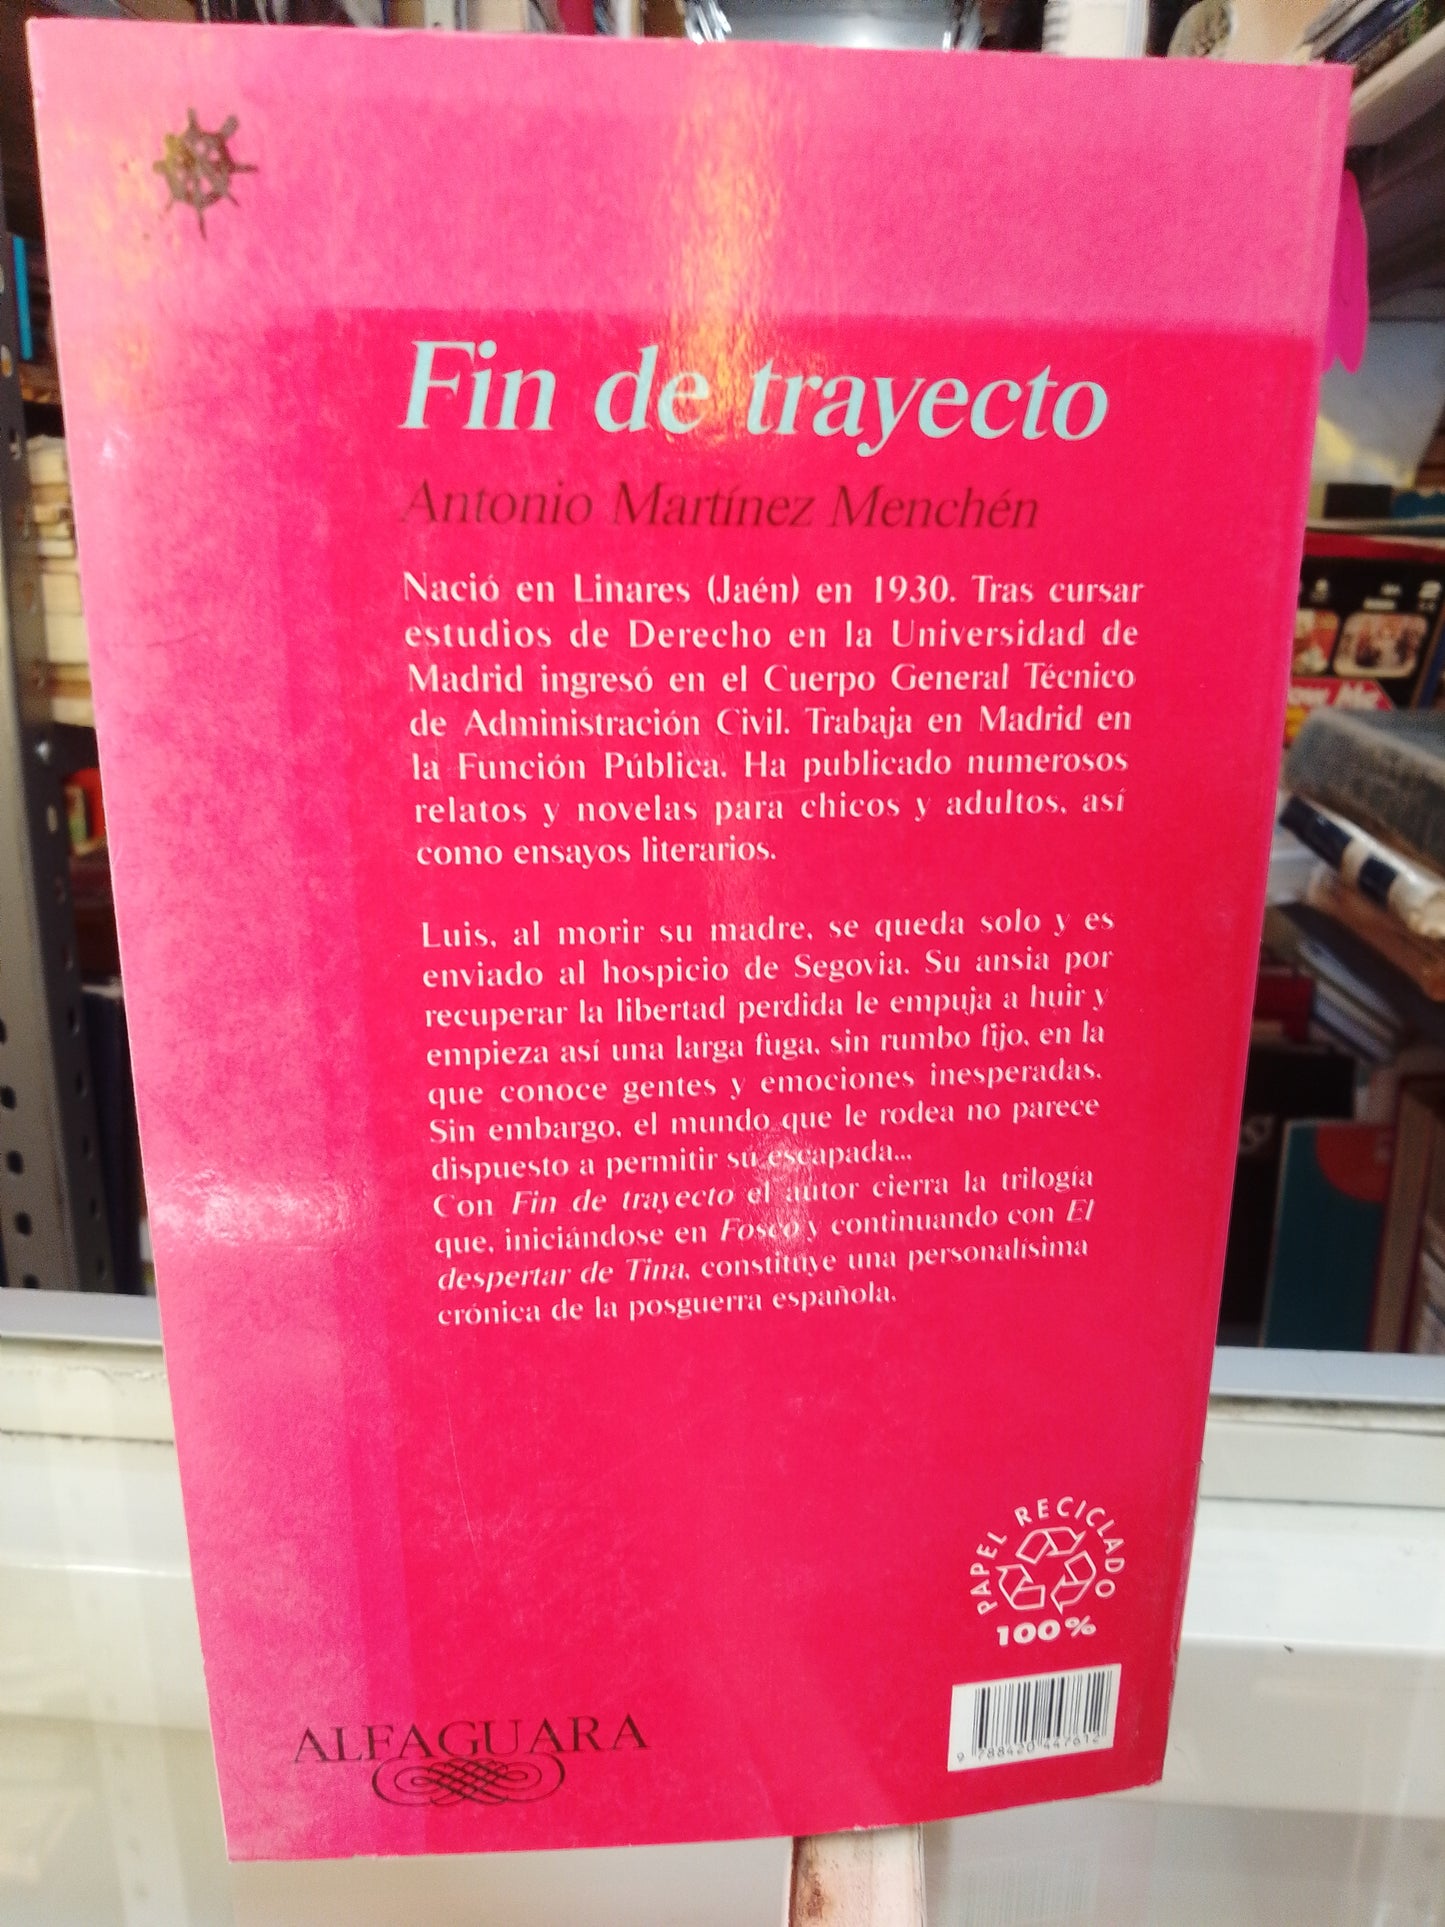 Fin de trayecto
Antonio Martínez Menchén
Nació en Linares (Jaén) en 1930. Tras cursar
estudios de Derecho en la Universidad de
Madrid ingresó en el Cuerpo General Técnico
de Administración Civil. Trabaja en Madrid en
la Función Pública. Ha publicado numerosos
relatos y novelas para chicos y adultos, así
como ensayos literarios.
Luis, al morir su madre, se queda solo y es
enviado al hospicio de Segovia. Su ansia por
recuperar la libertad perdida le empuja a huir y
empieza así una larga fuga, sin rumbo fijo, en la
que conoce gentes y emociones inesperadas.
Sin embargo, el mundo que le rodea no parece
dispuesto a permitir su escapada...
Con Fin de trayecto el autor cierra la trilogía
que, iniciándose en Fosco y continuando con El
despertar de Tina, constituye una personalísima
crónica de la posguerra española.
PAPEL RECICLADO
100%
ALFAGUARA
9 788420 447612